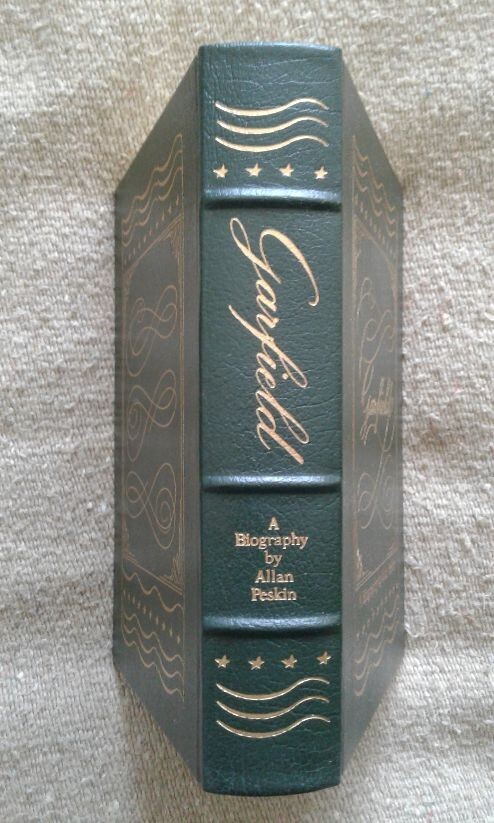 Garfield
A
Biography
by
Allan
Peskin